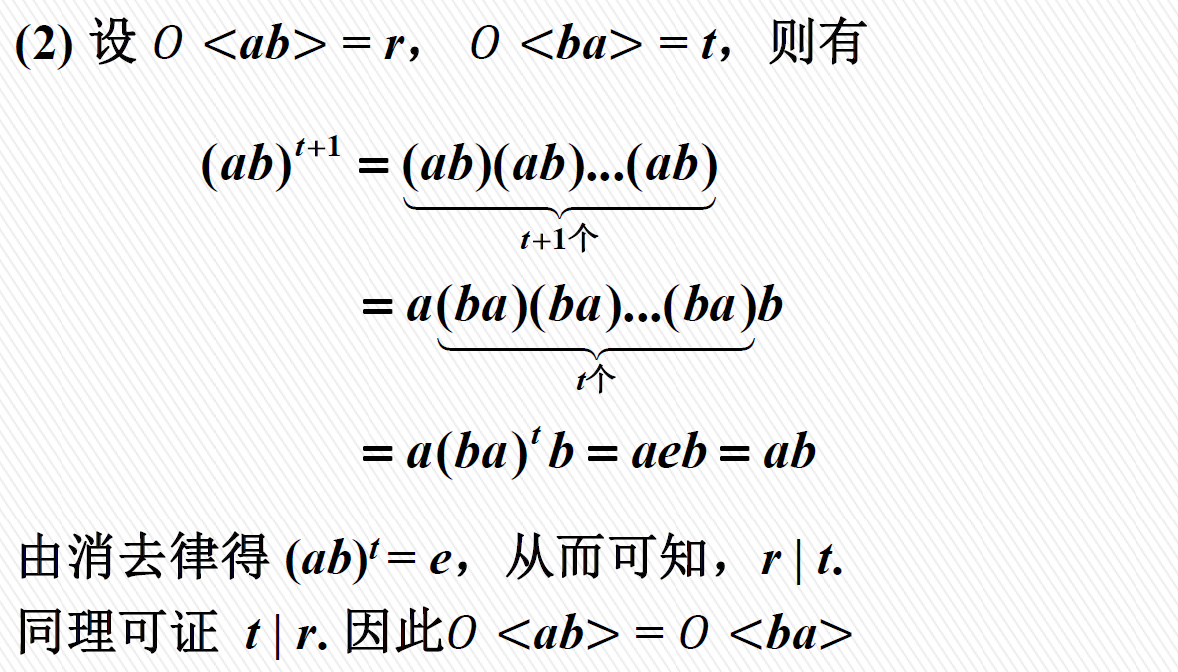 (2) 设 O <ab> = r， O <ba> = t，则有
(ab)^{t+1} = (ab)(ab)...(ab)
t+1个
= a(ba)(ba)...(ba)b
t个
= a(ba)^t b = aeb = ab
由消去律得 (ab)^t = e，从而可知，r | t.
同理可证 t | r. 因此O <ab> = O <ba>